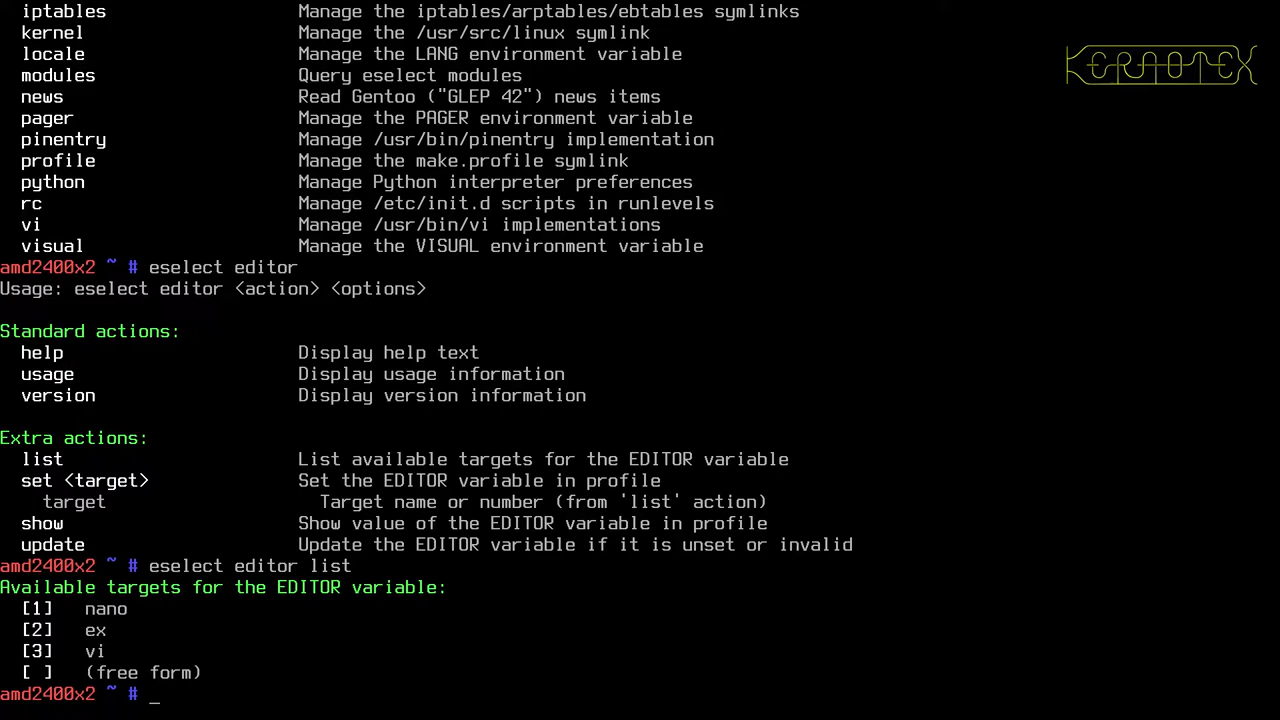 iptables Manage the iptables/arptables/ebtables symlinks
kernel Manage the /usr/src/linux symlink
locale Manage the LANG environment variable
modules Query eselect modules
news Read Gentoo ("GLEP 42") news items
pager Manage the PAGER environment variable
pinentry Manage /usr/bin/pinentry implementation
profile Manage the make.profile symlink
python Manage Python interpreter preferences
rc Manage /etc/init.d scripts in runlevels
vi Manage /usr/bin/vi implementations
visual Manage the VISUAL environment variable
amd2400x2 ~ # eselect editor
Usage: eselect editor <action> <options>
Standard actions:
help Display help text
usage Display usage information
version Display version information
Extra actions:
list List available targets for the EDITOR variable
set <target> Set the EDITOR variable in profile
target Target name or number (from 'list' action)
show Show value of the EDITOR variable in profile
update Update the EDITOR variable if it is unset or invalid
amd2400x2 ~ # eselect editor list
Available targets for the EDITOR variable:
[1] nano
[2] ex
[3] vi
[ ] (free form)
amd2400x2 ~ # _